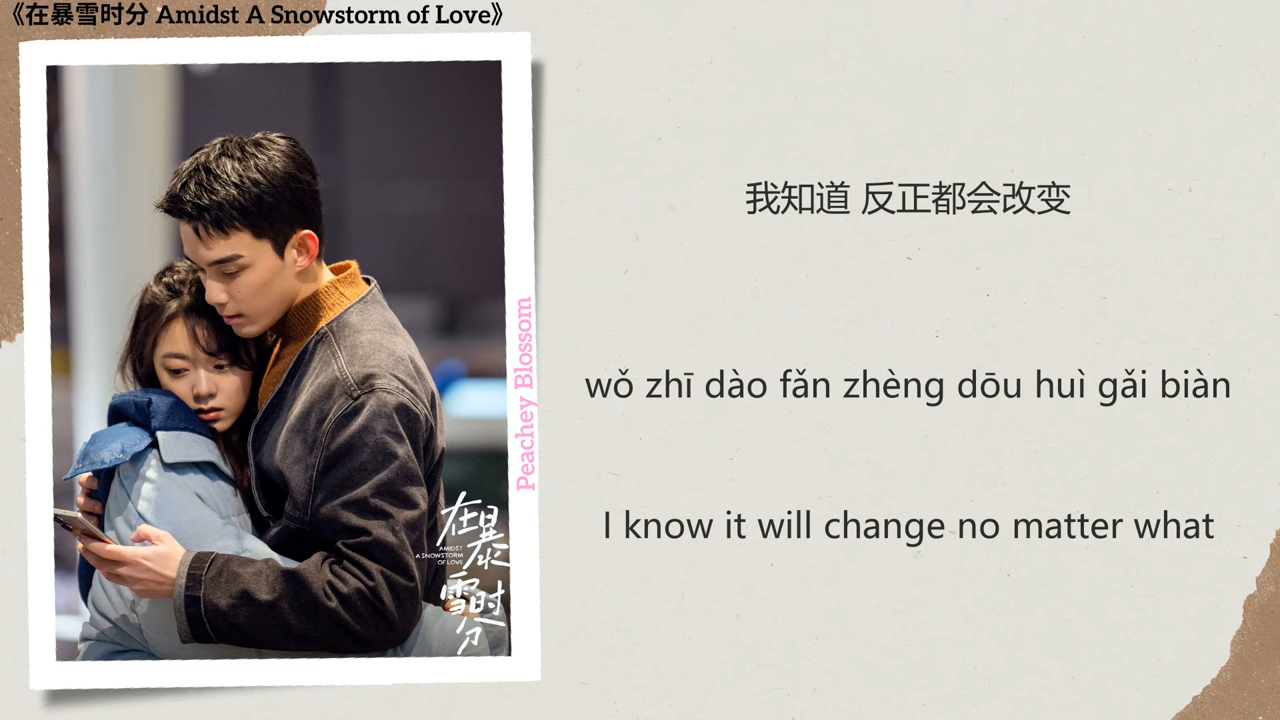 《在暴雪时分 Amidst A Snowstorm of Love》
我知道 反正都会改变
wǒ zhī dào fǎn zhèng dōu huì gǎi biàn
I know it will change no matter what
Peachey Blossom
在暴雪时分
AMIDST
A SNOWSTORM
OF LOVE